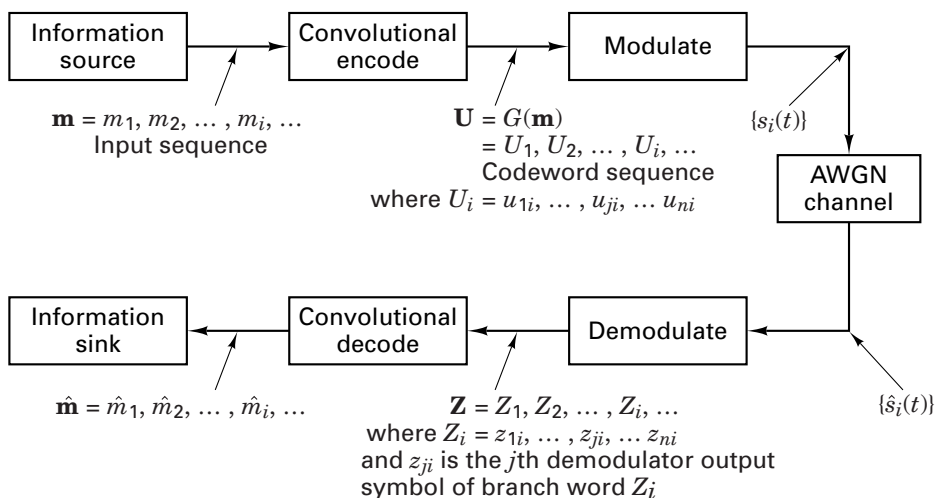 Information
source
Convolutional
encode
Modulate
m = m₁, m₂, … , mᵢ, …
Input sequence
U = G(m)
= U₁, U₂, … , Uᵢ, …
Codeword sequence
where Uᵢ = u₁ᵢ, … , uⱼᵢ, … uₙᵢ
{sᵢ(t)}
AWGN
channel
Information
sink
Convolutional
decode
Demodulate
m̂ = m̂₁, m̂₂, … , m̂ᵢ, …
Z = Z₁, Z₂, … , Zᵢ, …
where Zᵢ = z₁ᵢ, … , zⱼᵢ, … zₙᵢ
and zⱼᵢ is the jth demodulator output
symbol of branch word Zᵢ
{ŝᵢ(t)}